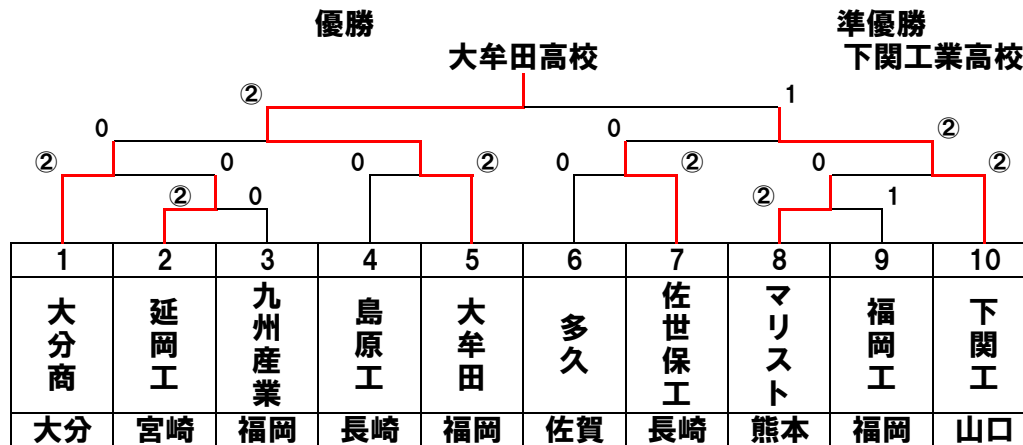 優勝 準優勝
大牟田高校 下関工業高校
② 1
0 0 ②
② 0 0 ② 0 ② 0 ②
② 0 ② 1
1 2 3 4 5 6 7 8 9 10
大分商 延岡工 九州産業 島原工 大牟田 多久 佐世保工 マリスト 福岡工 下関工
大分 宮崎 福岡 長崎 福岡 佐賀 長崎 熊本 福岡 山口